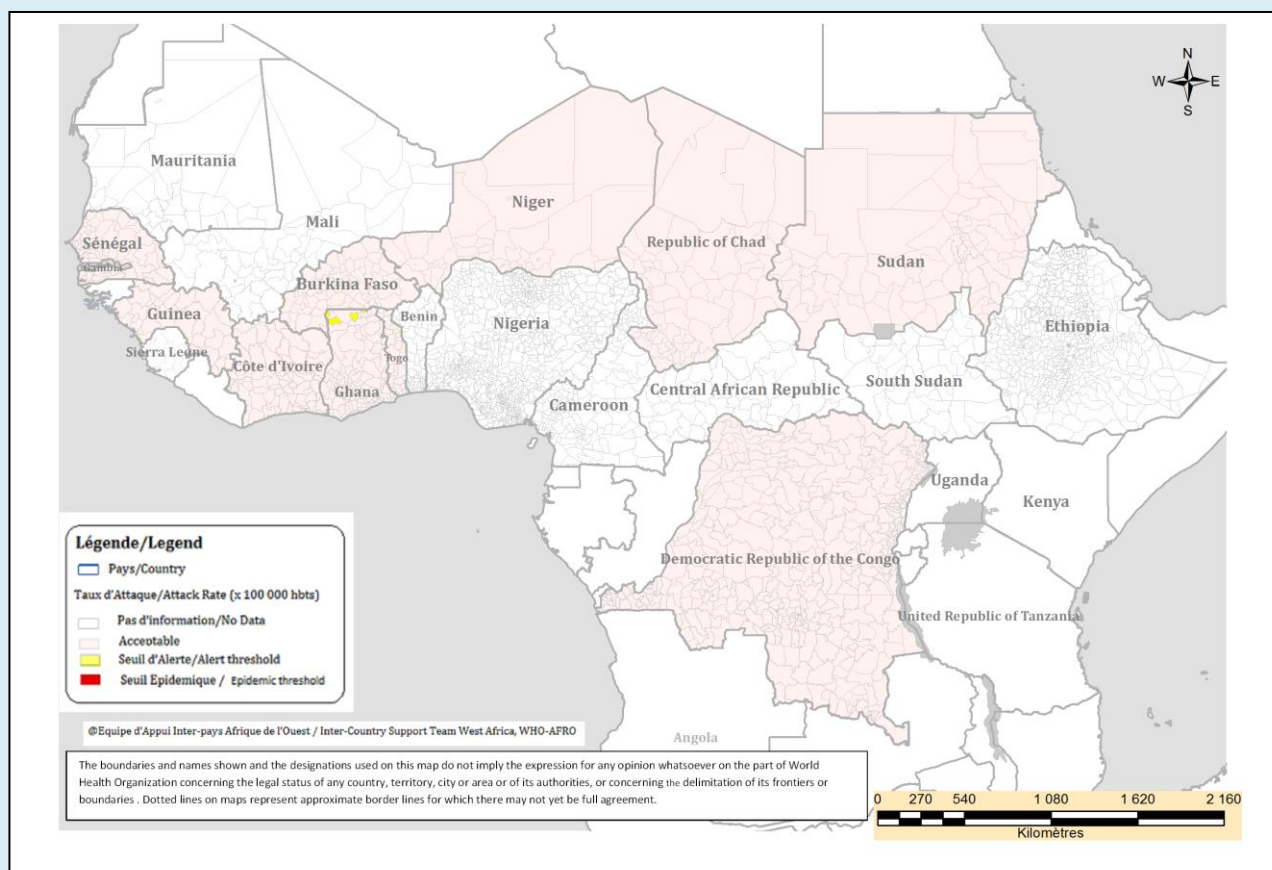 N
W E
S
Mauritania
Mali
Niger
Republic of Chad
Sudan
Sénégal
Gambia
Burkina Faso
Guinea
Benin
Nigeria
Ethiopia
Sierra Leone
Côte d'Ivoire
Togo
Ghana
Cameroon
Central African Republic
South Sudan
Uganda
Kenya
Democratic Republic of the Congo
United Republic of Tanzania
Angola
Légende/Legend
Pays/Country
Taux d'Attaque/Attack Rate (x 100 000 hbts)
Pas d'information/No Data
Acceptable
Seuil d'Alerte/Alert threshold
Seuil Epidemique / Epidemic threshold
@Equipe d'Appui Inter-pays Afrique de l'Ouest / Inter-Country Support Team West Africa, WHO-AFRO
The boundaries and names shown and the designations used on this map do not imply the expression for any opinion whatsoever on the part of World
Health Organization concerning the legal status of any country, territory, city or area or of its authorities, or concerning the delimitation of its frontiers or
boundaries . Dotted lines on maps represent approximate border lines for which there may not yet be full agreement.
0 270 540 1 080 1 620 2 160
Kilomètres